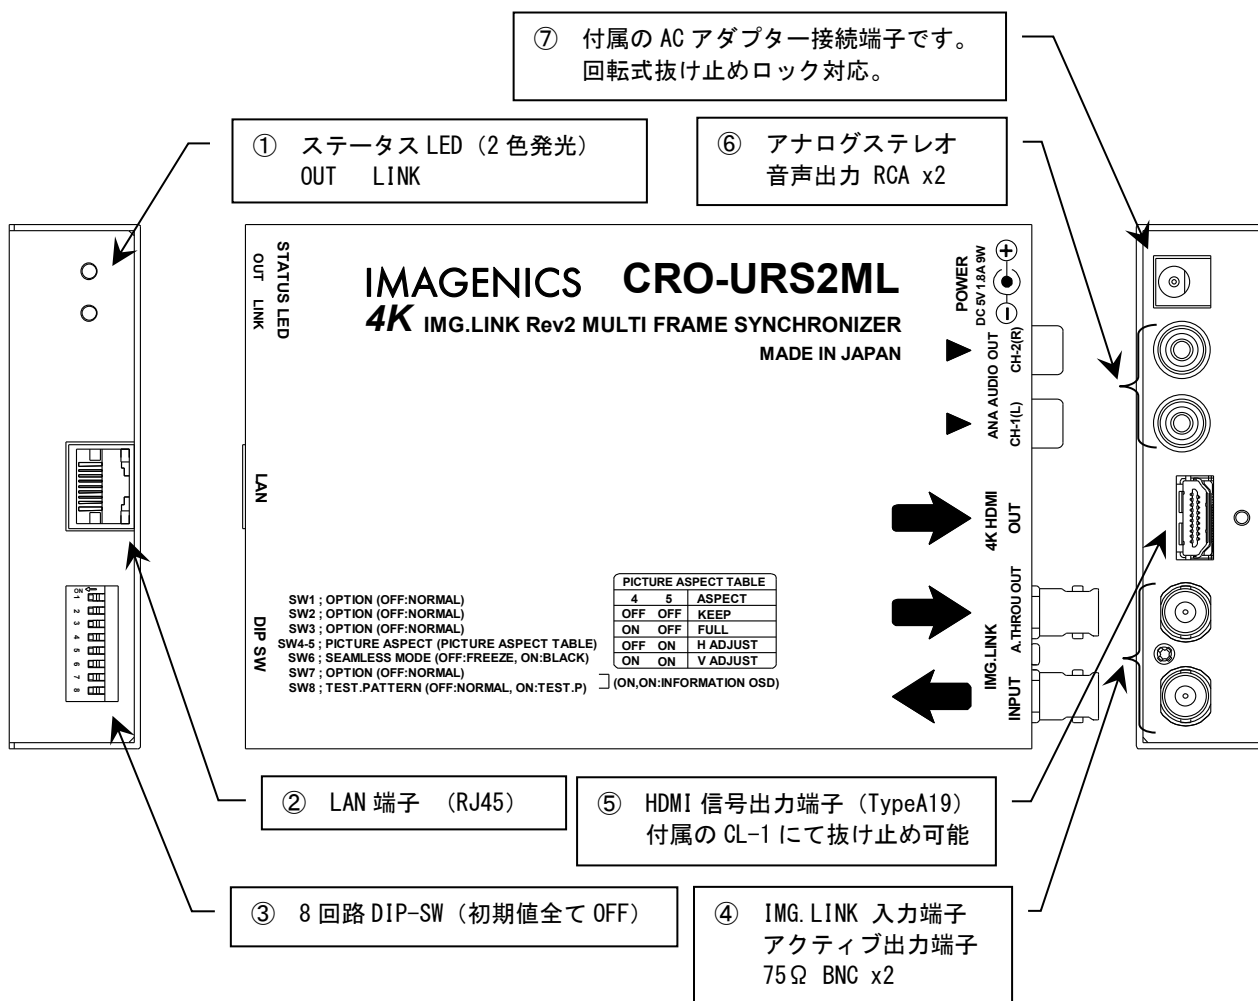 ⑦ 付属の AC アダプター接続端子です。
回転式抜け止めロック対応。
① ステータス LED（2 色発光）
OUT LINK
⑥ アナログステレオ
音声出力 RCA x2
STATUS LED
OUT LINK
IMAGENICS CRO-URS2ML
4K IMG.LINK Rev2 MULTI FRAME SYNCHRONIZER
MADE IN JAPAN
POWER
DC 5V 1.8A 9W
ANA AUDIO OUT
CH-2(R)
CH-1(L)
LAN
4K HDMI
OUT
IMG.LINK
A.THROU OUT
INPUT
DIP SW
SW1 ; OPTION (OFF:NORMAL)
SW2 ; OPTION (OFF:NORMAL)
SW3 ; OPTION (OFF:NORMAL)
SW4-5 ; PICTURE ASPECT (PICTURE ASPECT TABLE)
SW6 ; SEAMLESS MODE (OFF:FREEZE, ON:BLACK)
SW7 ; OPTION (OFF:NORMAL)
SW8 ; TEST.PATTERN (OFF:NORMAL, ON:TEST.P)
(ON,ON:INFORMATION OSD)
PICTURE ASPECT TABLE
4 5 ASPECT
OFF OFF KEEP
ON OFF FULL
OFF ON H ADJUST
ON ON V ADJUST
ON
1
2
3
4
5
6
7
8
② LAN 端子 （RJ45）
⑤ HDMI 信号出力端子（TypeA19）
付属の CL-1 にて抜け止め可能
③ 8 回路 DIP-SW（初期値全て OFF）
④ IMG.LINK 入力端子
アクティブ出力端子
75Ω BNC x2